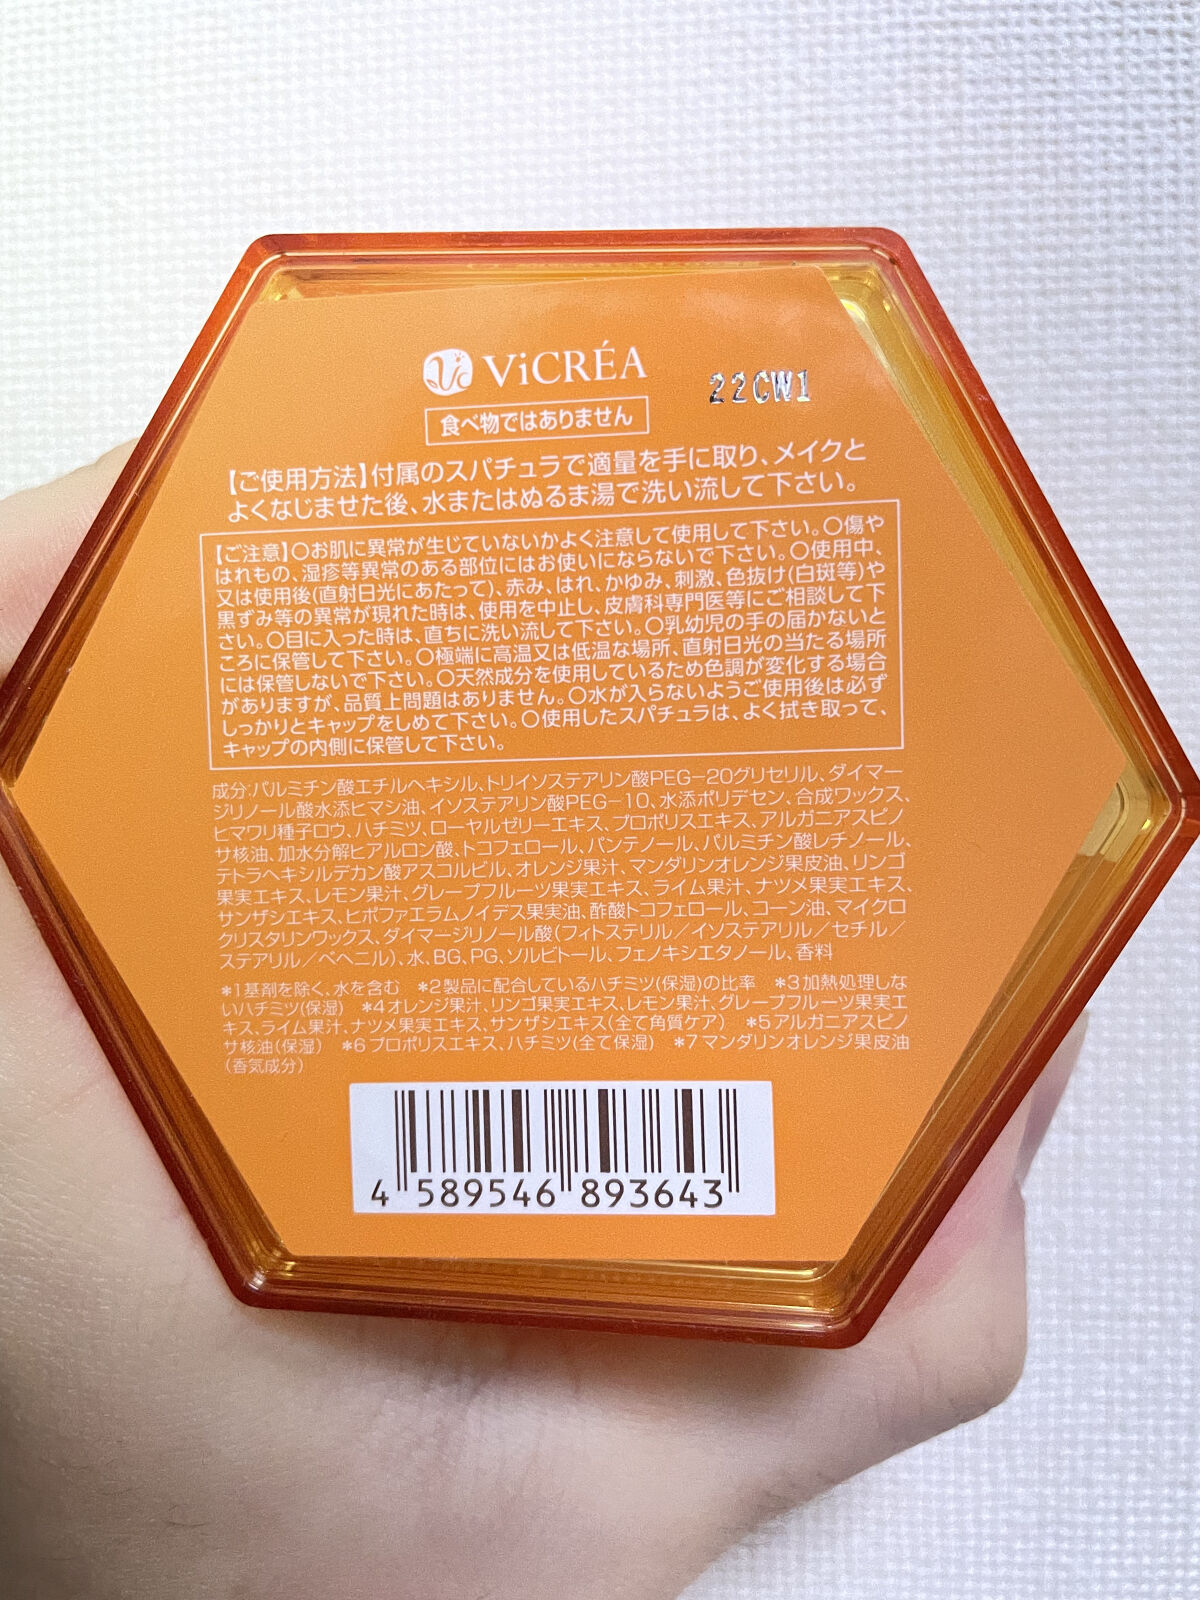 ViCRÉA
22CW1
食べ物ではありません
【ご使用方法】付属のスパチュラで適量を手に取り、メイクと
よくなじませた後、水またはぬるま湯で洗い流して下さい。
【ご注意】○お肌に異常が生じていないかよく注意して使用して下さい。○傷や
はれもの、湿疹等異常のある部位にはお使いにならないで下さい。○使用中、
又は使用後(直射日光にあたって)、赤み、はれ、かゆみ、刺激、色抜け(白斑等)や
黒ずみ等の異常が現れた時は、使用を中止し、皮膚科専門医等にご相談して下
さい。○目に入った時は、直ちに洗い流して下さい。○乳幼児の手の届かないと
ころに保管して下さい。○極端に高温又は低温な場所、直射日光の当たる場所
には保管しないで下さい。○天然成分を使用しているため色調が変化する場合
がありますが、品質上問題はありません。○水が入らないようご使用後は必ず
しっかりとキャップをしめて下さい。○使用したスパチュラは、よく拭き取って、
キャップの内側に保管して下さい。
成分:パルミチン酸エチルヘキシル、トリイソステアリン酸PEG-20グリセリル、ダイマー
ジリノール酸水添ヒマシ油、イソステアリン酸PEG-10、水添ポリデセン、合成ワックス、
ヒマワリ種子ロウ、ハチミツ、ローヤルゼリーエキス、プロポリスエキス、アルガニアスピノ
サ核油、加水分解ヒアルロン酸、トコフェロール、パンテノール、パルミチン酸レチノール、
テトラヘキシルデカン酸アスコルビル、オレンジ果汁、マンダリンオレンジ果皮油、リンゴ
果実エキス、レモン果汁、グレープフルーツ果実エキス、ライム果汁、ナツメ果実エキス、
サンザシエキス、ヒポファエラムノイデス果実油、酢酸トコフェロール、コーン油、マイクロ
クリスタリンワックス、ダイマージリノール酸(フィトステリル/イソステアリル/セチル/
ステアリル/ベヘニル)、水、BG、PG、ソルビトール、フェノキシエタノール、香料
*1基剤を除く、水を含む *2製品に配合しているハチミツ(保湿)の比率 *3加熱処理しな
いハチミツ(保湿) *4オレンジ果汁、リンゴ果実エキス、レモン果汁、グレープフルーツ果実エ
キス、ライム果汁、ナツメ果実エキス、サンザシエキス(全て角質ケア) *5アルガニアスピノ
サ核油(保湿) *6プロポリスエキス、ハチミツ(全て保湿) *7マンダリンオレンジ果皮油
(香気成分)
4 589546 893643